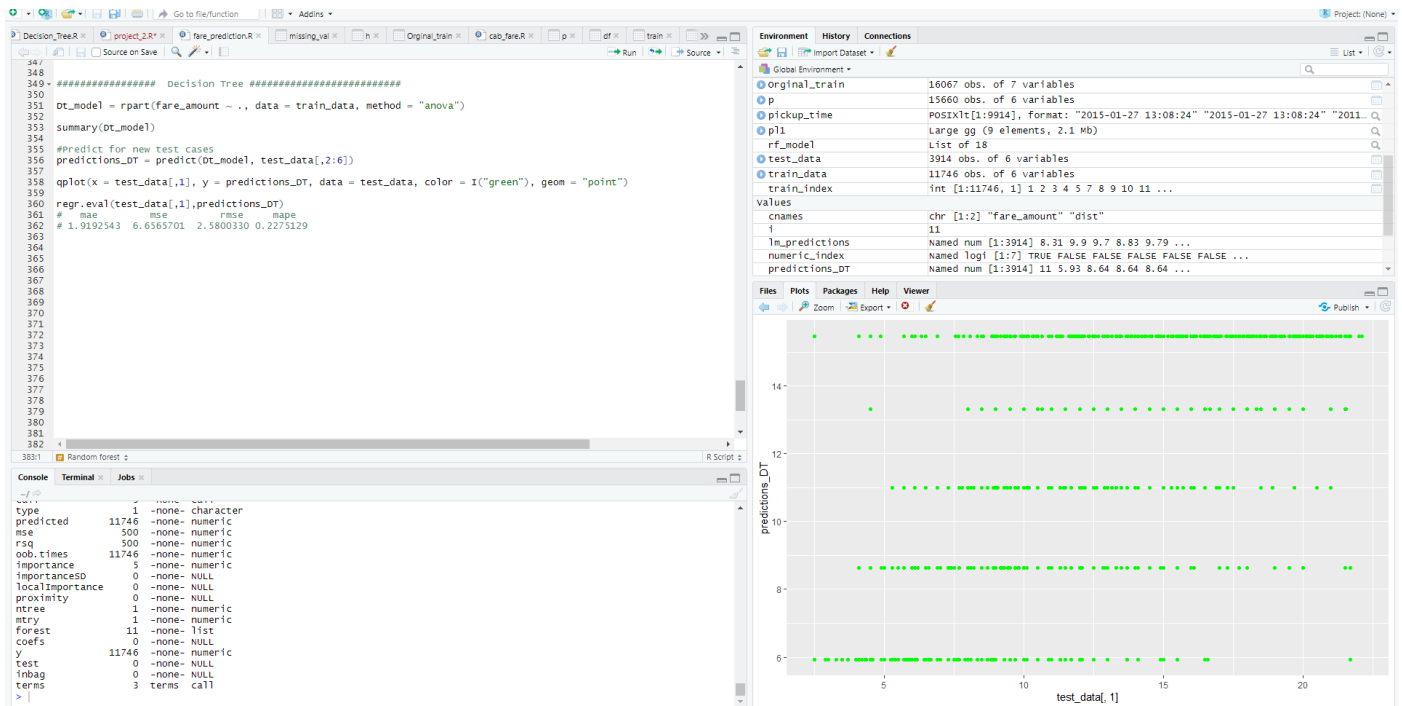 Go to file/function
Addins
Project: (None)
Decision_Tree.R
project_2.R*
fare_prediction.R
missing_val
h
Orginal_train
cab_fare.R
p
df
train
Source on Save
Run
Source
347
348
349 ################# Decision Tree ##########################
350
351 Dt_model = rpart(fare_amount ~ ., data = train_data, method = "anova")
352
353 summary(Dt_model)
354
355 #Predict for new test cases
356 predictions_DT = predict(Dt_model, test_data[,2:6])
357
358 qplot(x = test_data[,1], y = predictions_DT, data = test_data, color = I("green"), geom = "point")
359
360 regr.eval(test_data[,1],predictions_DT)
361 # mae mse rmse mape
362 # 1.9192543 6.6565701 2.5800330 0.2275129
363
364
365
366
367
368
369
370
371
372
373
374
375
376
377
378
379
380
381
382
383:1 Random forest R Script
Console Terminal Jobs
~/
type 1 -none- character
predicted 11746 -none- numeric
mse 500 -none- numeric
rsq 500 -none- numeric
oob.times 11746 -none- numeric
importance 5 -none- numeric
importanceSD 0 -none- NULL
localImportance 0 -none- NULL
proximity 0 -none- NULL
ntree 1 -none- numeric
mtry 1 -none- numeric
forest 11 -none- list
coefs 0 -none- NULL
y 11746 -none- numeric
test 0 -none- NULL
inbag 0 -none- NULL
terms 3 terms call
>
Environment History Connections
Import Dataset
List
Global Environment
Orginal_train 16067 obs. of 7 variables
p 15660 obs. of 6 variables
pickup_time POSIXlt[1:9914], format: "2015-01-27 13:08:24" "2015-01-27 13:08:24" "2011…
pl1 Large gg (9 elements, 2.1 Mb)
rf_model List of 18
test_data 3914 obs. of 6 variables
train_data 11746 obs. of 6 variables
train_index int [1:11746, 1] 1 2 3 4 5 7 8 9 10 11 ...
values
cnames chr [1:2] "fare_amount" "dist"
i 11
lm_predictions Named num [1:3914] 8.31 9.9 9.7 8.83 9.79 ...
numeric_index Named logi [1:7] TRUE FALSE FALSE FALSE FALSE FALSE ...
predictions_DT Named num [1:3914] 11 5.93 8.64 8.64 8.64 ...
Files Plots Packages Help Viewer
Zoom Export Publish
14
12
10
8
6
predictions_DT
5 10 15 20
test_data[, 1]